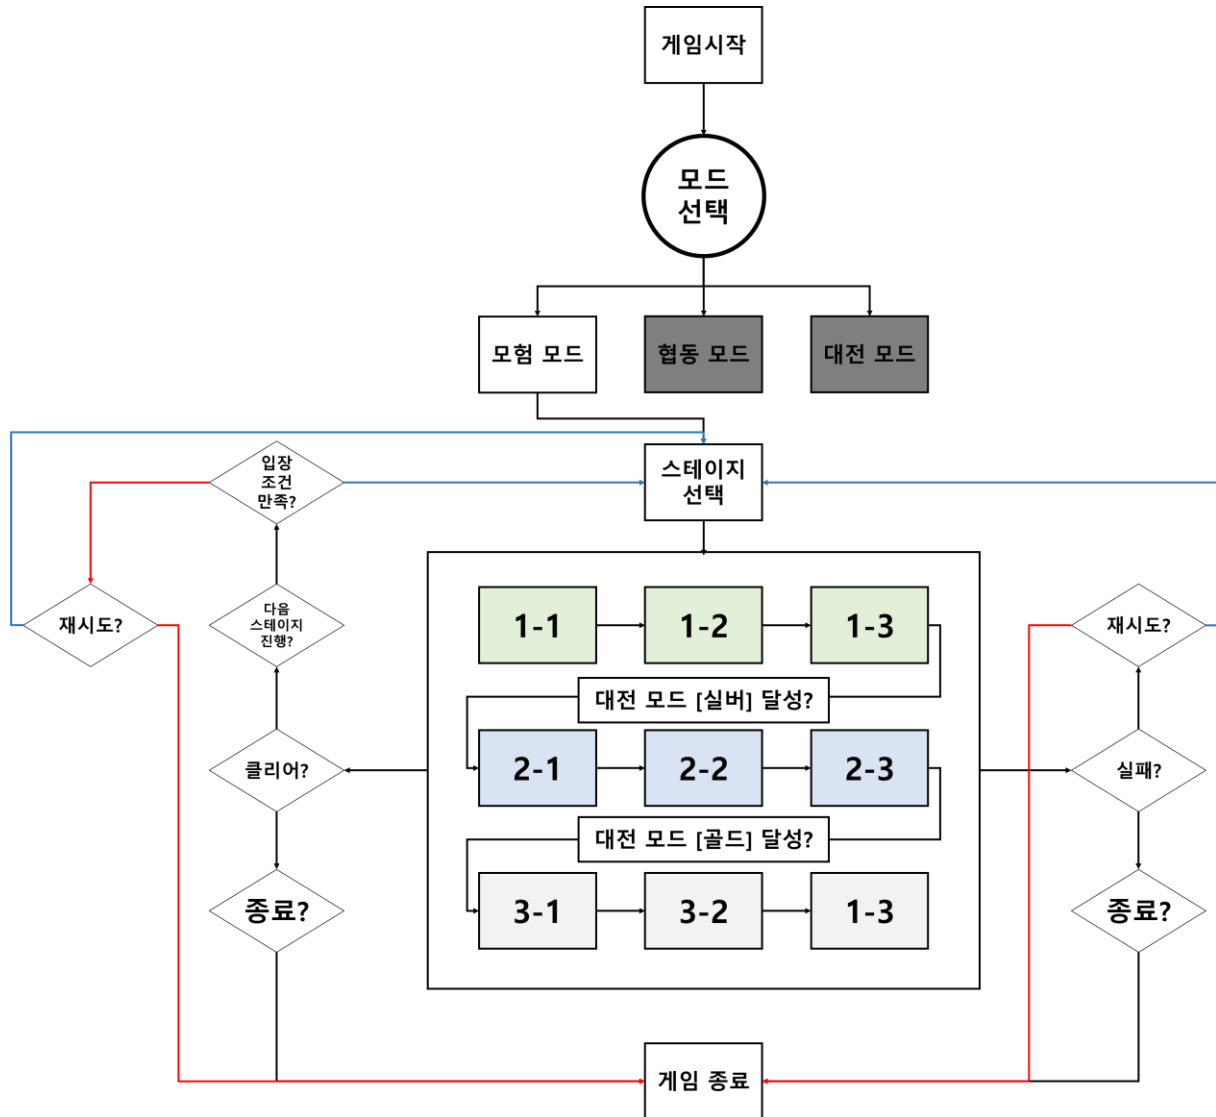 게임시작
모드
선택
모험 모드
협동 모드
대전 모드
입장
조건
만족?
스테이지
선택
재시도?
다음
스테이지
진행?
1-1
1-2
1-3
재시도?
대전 모드 [실버] 달성?
클리어?
2-1
2-2
2-3
실패?
대전 모드 [골드] 달성?
종료?
3-1
3-2
1-3
종료?
게임 종료